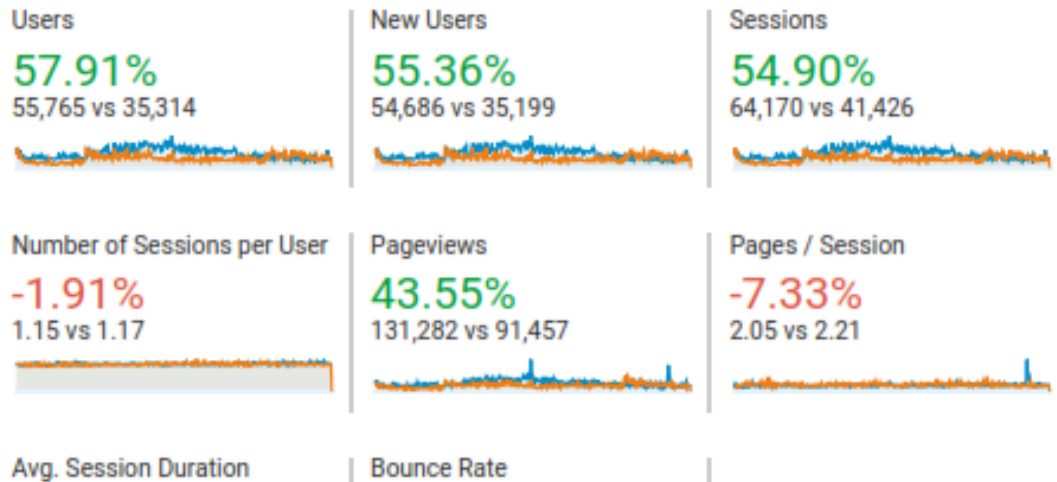 Users
57.91%
55,765 vs 35,314
New Users
55.36%
54,686 vs 35,199
Sessions
54.90%
64,170 vs 41,426
Number of Sessions per User
-1.91%
1.15 vs 1.17
Pageviews
43.55%
131,282 vs 91,457
Pages / Session
-7.33%
2.05 vs 2.21
Avg. Session Duration
Bounce Rate